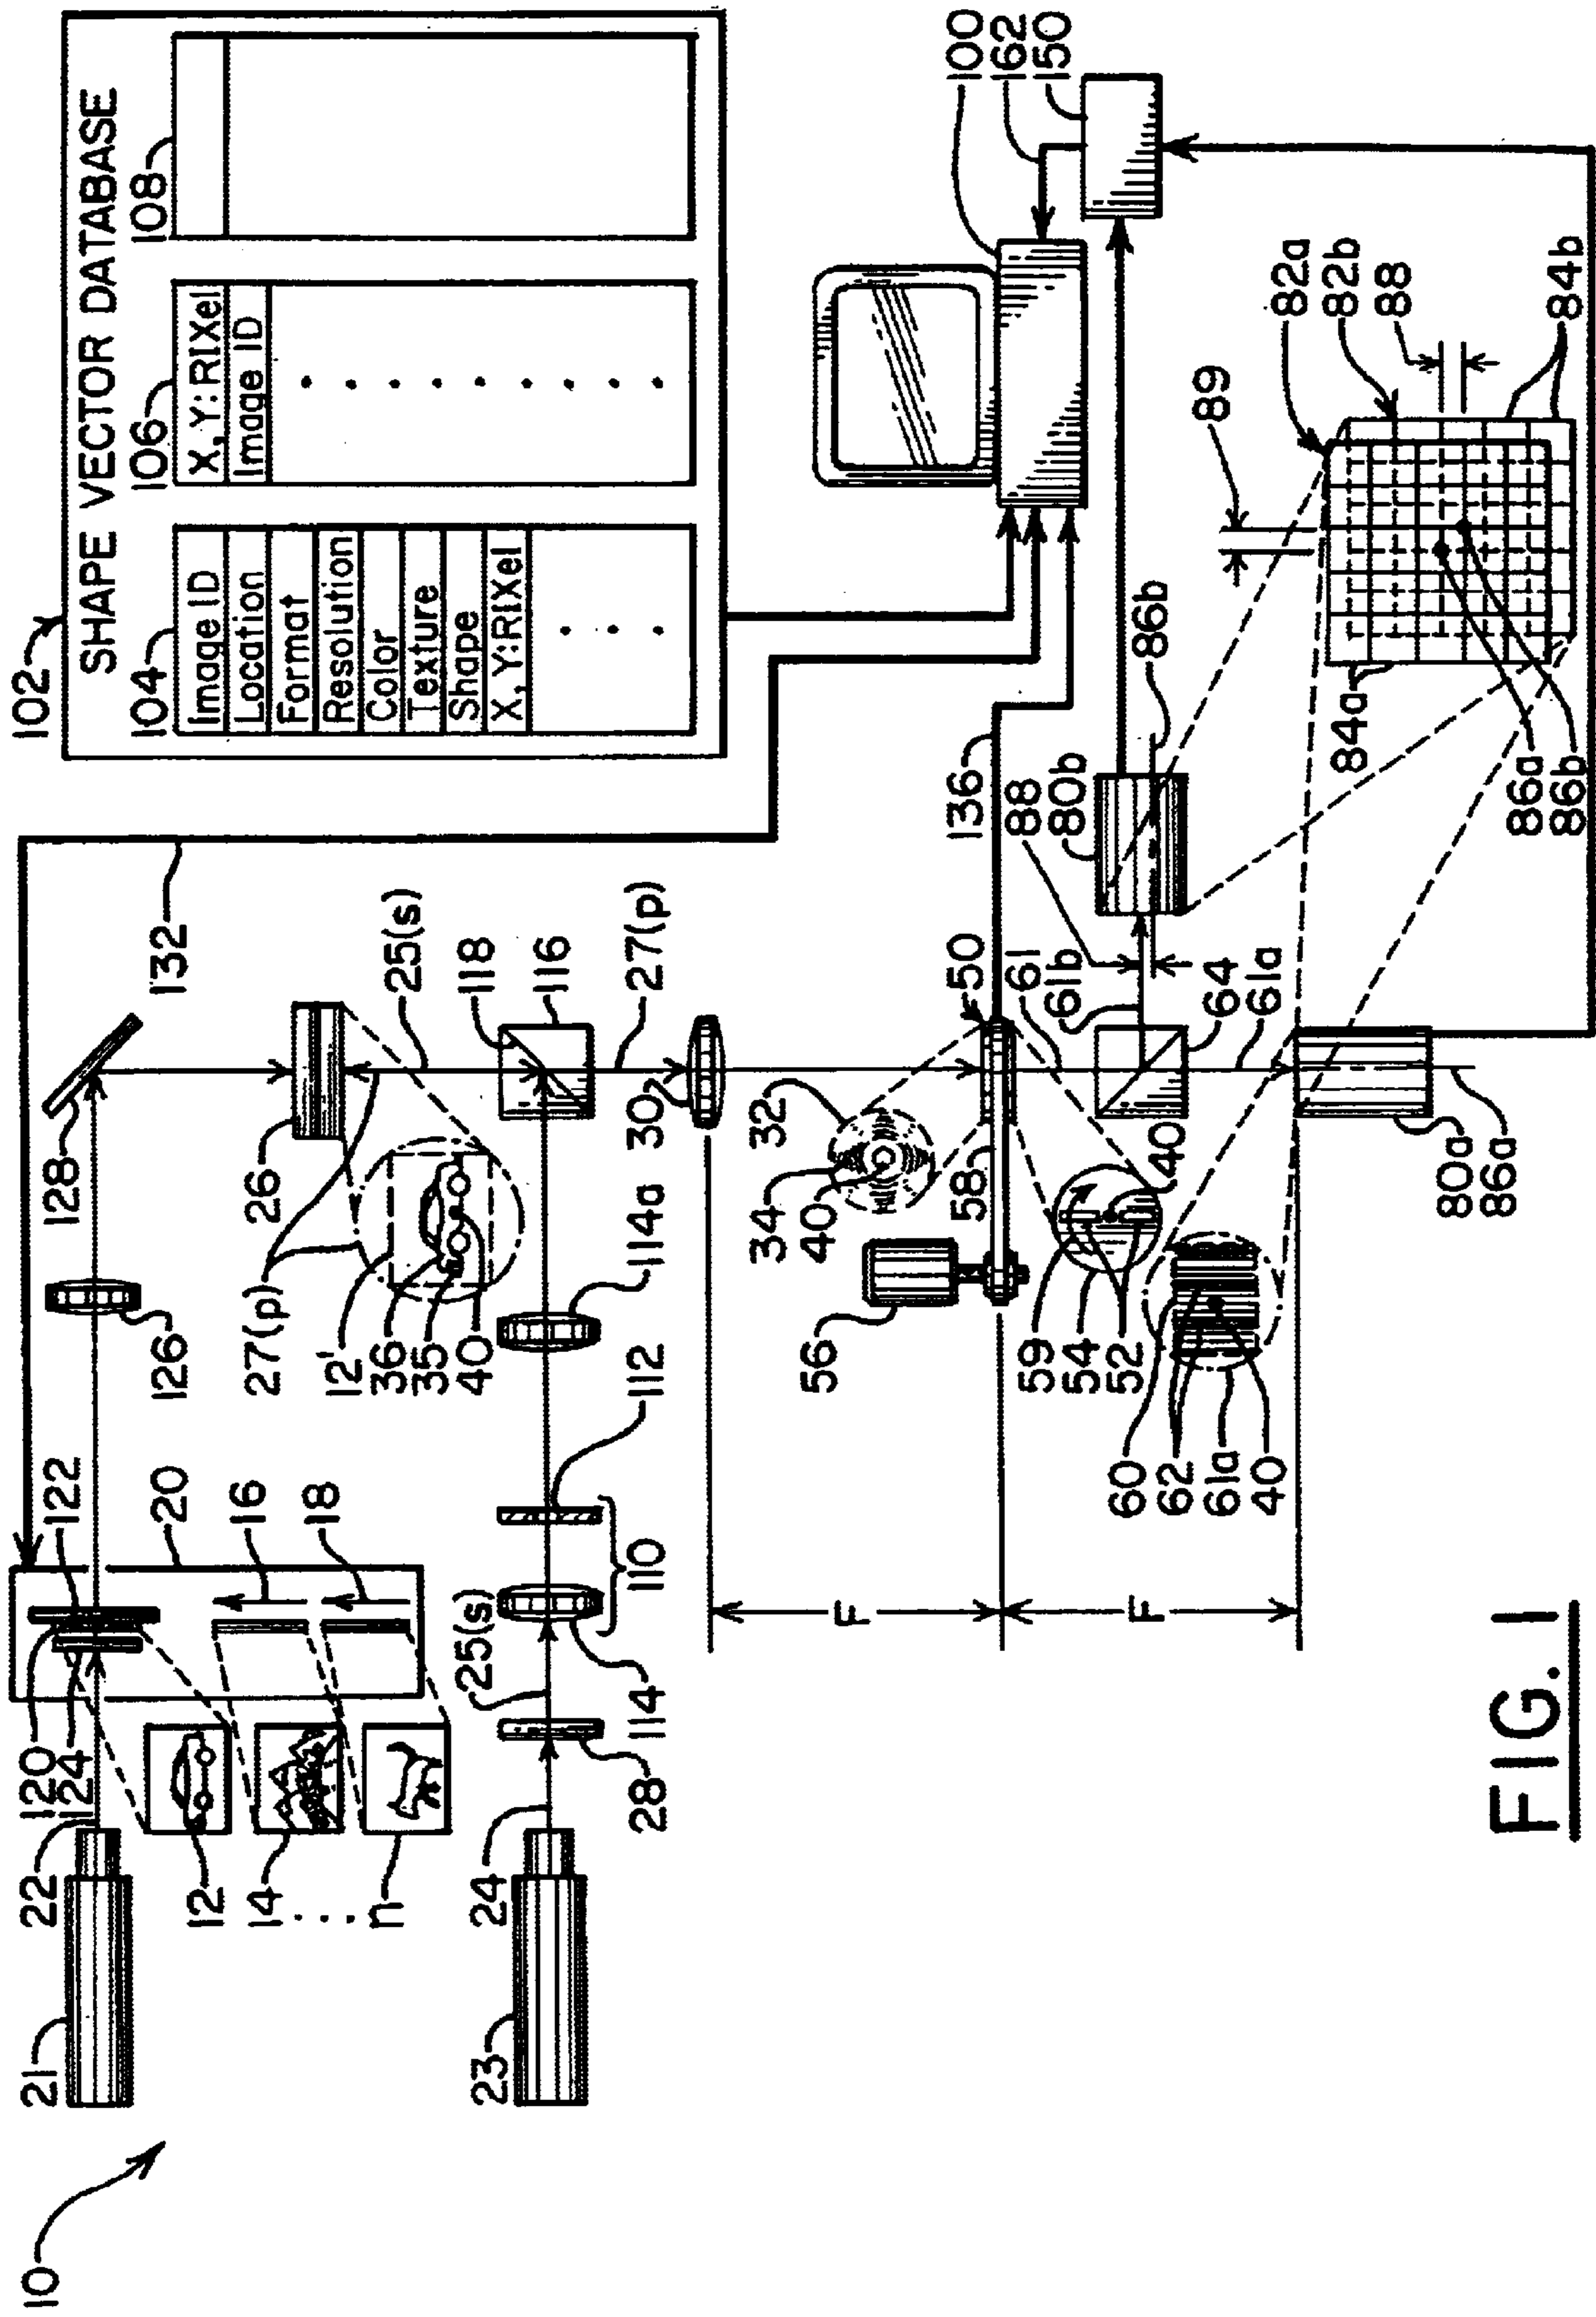 10
21
22
120
124
122
20
16
18
12
14 . . . n
128
126
132
102
SHAPE VECTOR DATABASE
104
106
108
Image ID
Location
Format
Resolution
Color
Texture
Shape
X, Y: RIXel
X, Y: RIXel
Image ID
23
24
28
25(s)
114
110
112
114a
26
27(p)
12'
36
35
40
25(s)
118
116
27(p)
30
F
F
32
34
40
56
58
50
59
54
52
40
60
62
61a
40
136
61
61b
64
61a
88
80b
86b
80a
86a
100
162
150
89
82a
82b
88
84b
84a
86a
86b
FIG. 1